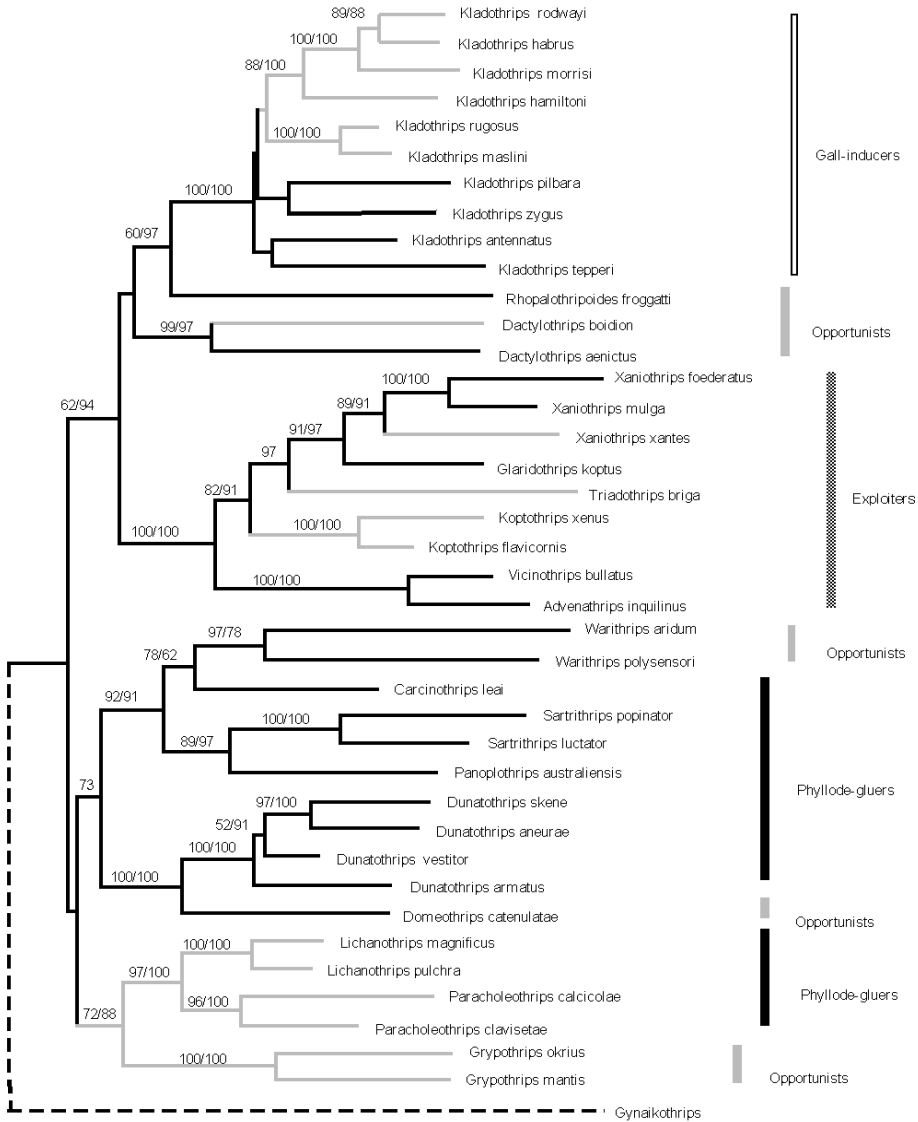 89/88
Kladothrips rodwayi
100/100
Kladothrips habrus
88/100
Kladothrips morrisi
Kladothrips hamiltoni
Kladothrips rugosus
100/100
Kladothrips maslini
Gall-inducers
Kladothrips pilbara
100/100
Kladothrips zygus
60/97
Kladothrips antennatus
Kladothrips tepperi
Rhopalothripoides froggatti
Dactylothrips boidion
99/97
Opportunists
Dactylothrips aenictus
100/100
Xaniothrips foederatus
62/94
89/91
Xaniothrips mulga
91/97
Xaniothrips xantes
97
Glaridothrips koptus
82/91
Triadothrips briga
Exploiters
Koptothrips xenus
100/100
100/100
Koptothrips flavicornis
Vicinothrips bullatus
100/100
Advenathrips inquilinus
97/78
Warithrips aridum
78/62
Opportunists
Warithrips polysensori
92/91
Carcinothrips leai
100/100
Sartrithrips popinator
89/97
Sartrithrips luctator
Panoplothrips australiensis
73
Phyllode-gluers
97/100
Dunatothrips skene
52/91
Dunatothrips aneurae
100/100
Dunatothrips vestitor
100/100
Dunatothrips armatus
Domeothrips catenulatae
Opportunists
100/100
Lichanothrips magnificus
97/100
Lichanothrips pulchra
96/100
Paracholeothrips calcicolae
Phyllode-gluers
72/88
Paracholeothrips clavisetae
100/100
Grypothrips okrius
Grypothrips mantis
Opportunists
Gynaikothrips